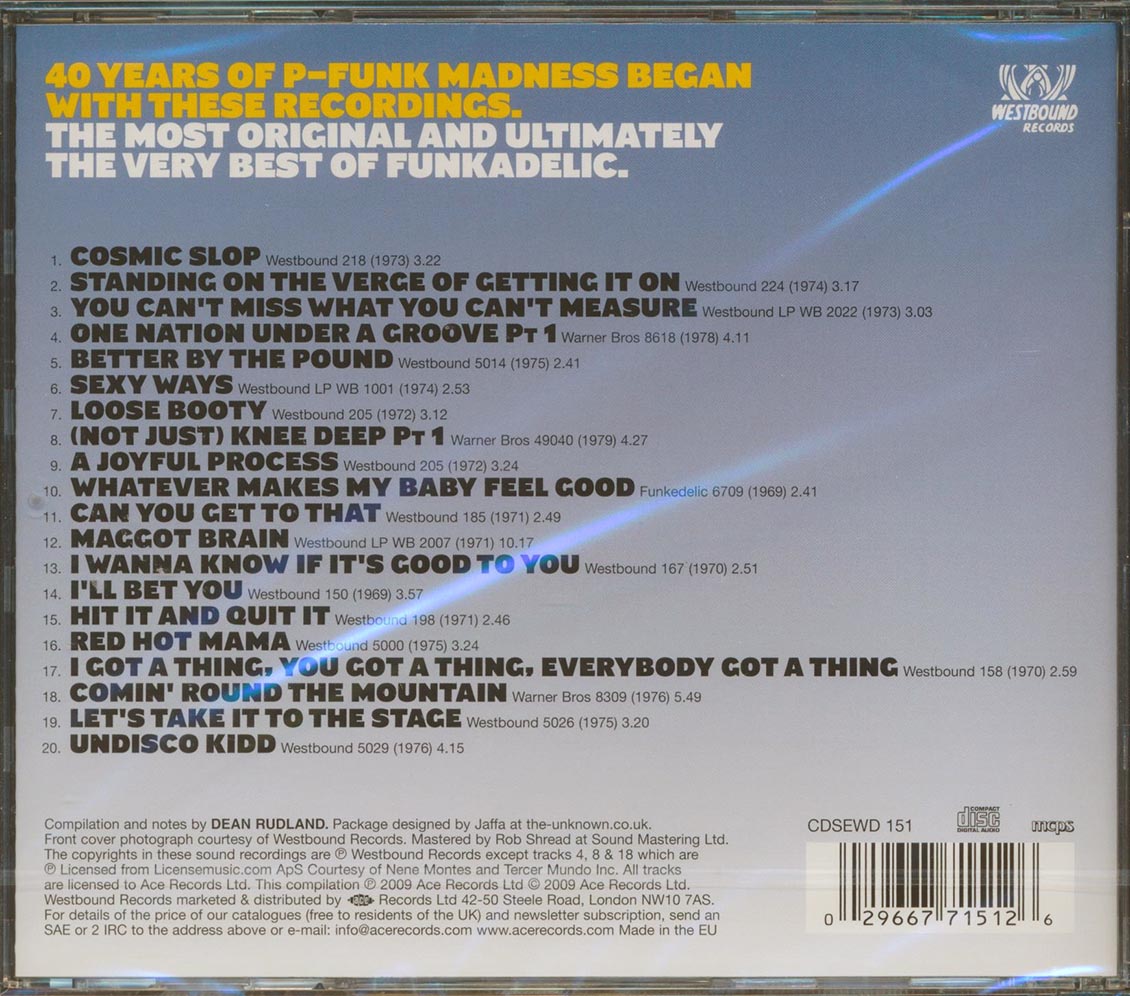 40 YEARS OF P-FUNK MADNESS BEGAN
WITH THESE RECORDINGS.
THE MOST ORIGINAL AND ULTIMATELY
THE VERY BEST OF FUNKADELIC.
WESTBOUND
RECORDS
1. COSMIC SLOP Westbound 218 (1973) 3.22
2. STANDING ON THE VERGE OF GETTING IT ON Westbound 224 (1974) 3.17
3. YOU CAN'T MISS WHAT YOU CAN'T MEASURE Westbound LP WB 2022 (1973) 3.03
4. ONE NATION UNDER A GROOVE PT 1 Warner Bros 8618 (1978) 4.11
5. BETTER BY THE POUND Westbound 5014 (1975) 2.41
6. SEXY WAYS Westbound LP WB 1001 (1974) 2.53
7. LOOSE BOOTY Westbound 205 (1972) 3.12
8. (NOT JUST) KNEE DEEP PT 1 Warner Bros 49040 (1979) 4.27
9. A JOYFUL PROCESS Westbound 205 (1972) 3.24
10. WHATEVER MAKES MY BABY FEEL GOOD Funkedelic 6709 (1969) 2.41
11. CAN YOU GET TO THAT Westbound 185 (1971) 2.49
12. MAGGOT BRAIN Westbound LP WB 2007 (1971) 10.17
13. I WANNA KNOW IF IT'S GOOD TO YOU Westbound 167 (1970) 2.51
14. I'LL BET YOU Westbound 150 (1969) 3.57
15. HIT IT AND QUIT IT Westbound 198 (1971) 2.46
16. RED HOT MAMA Westbound 5000 (1975) 3.24
17. I GOT A THING, YOU GOT A THING, EVERYBODY GOT A THING Westbound 158 (1970) 2.59
18. COMIN' ROUND THE MOUNTAIN Warner Bros 8309 (1976) 5.49
19. LET'S TAKE IT TO THE STAGE Westbound 5026 (1975) 3.20
20. UNDISCO KIDD Westbound 5029 (1976) 4.15
Compilation and notes by DEAN RUDLAND. Package designed by Jaffa at the-unknown.co.uk.
Front cover photograph courtesy of Westbound Records. Mastered by Rob Shread at Sound Mastering Ltd.
The copyrights in these sound recordings are ℗ Westbound Records except tracks 4, 8 & 18 which are
℗ Licensed from Licensemusic.com ApS Courtesy of Nene Montes and Tercer Mundo Inc. All tracks
are licensed to Ace Records Ltd. This compilation ℗ 2009 Ace Records Ltd © 2009 Ace Records Ltd.
Westbound Records marketed & distributed by ACE Records Ltd 42-50 Steele Road, London NW10 7AS.
For details of the price of our catalogues (free to residents of the UK) and newsletter subscription, send an
SAE or 2 IRC to the address above or e-mail: info@acerecords.com www.acerecords.com Made in the EU
CDSEWD 151
COMPACT
disc
DIGITAL AUDIO
mcps
0 29667 71512 6